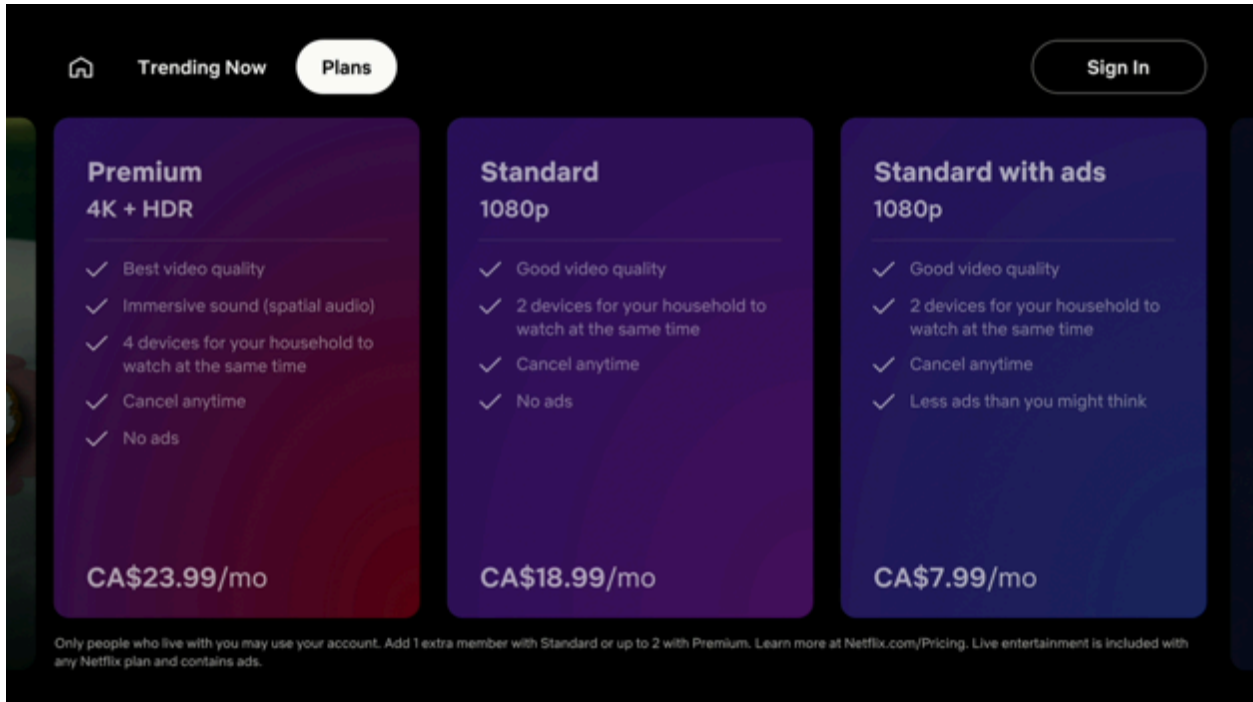 Trending Now
Plans
Sign In
Premium
4K + HDR
Best video quality
Immersive sound (spatial audio)
4 devices for your household to
watch at the same time
Cancel anytime
No ads
CA$23.99/mo
Standard
1080p
Good video quality
2 devices for your household to
watch at the same time
Cancel anytime
No ads
CA$18.99/mo
Standard with ads
1080p
Good video quality
2 devices for your household to
watch at the same time
Cancel anytime
Less ads than you might think
CA$7.99/mo
Only people who live with you may use your account. Add 1 extra member with Standard or up to 2 with Premium. Learn more at Netflix.com/Pricing. Live entertainment is included with
any Netflix plan and contains ads.